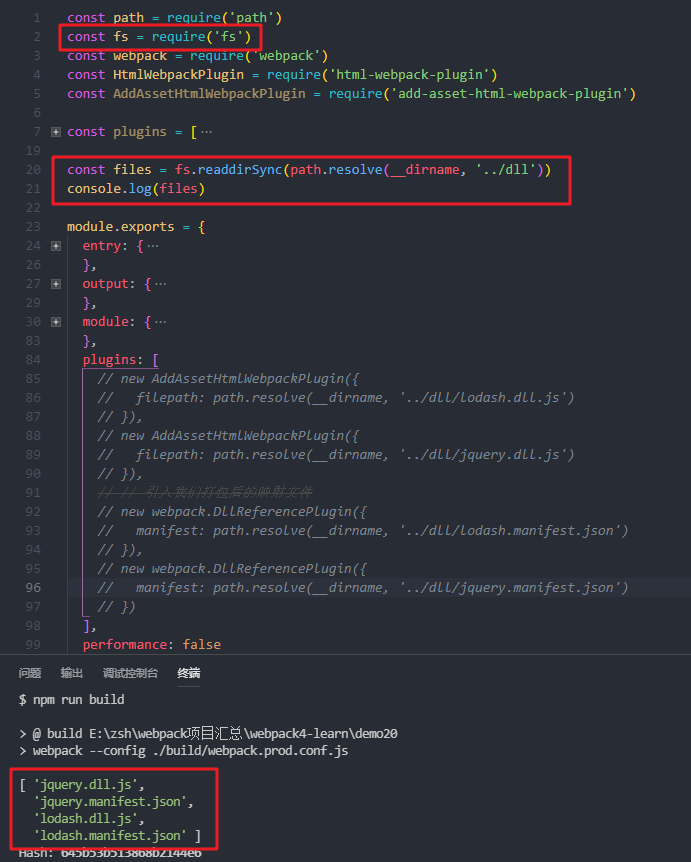 1 const path = require('path')
2 const fs = require('fs')
3 const webpack = require('webpack')
4 const HtmlWebpackPlugin = require('html-webpack-plugin')
5 const AddAssetHtmlWebpackPlugin = require('add-asset-html-webpack-plugin')
6
7 const plugins = [ ···
19
20 const files = fs.readdirSync(path.resolve(__dirname, '../dll'))
21 console.log(files)
22
23 module.exports = {
24 entry: { ···
26 },
27 output: { ···
29 },
30 module: { ···
83 },
84 plugins: [
85 // new AddAssetHtmlWebpackPlugin({
86 //   filepath: path.resolve(__dirname, '../dll/lodash.dll.js')
87 // }),
88 // new AddAssetHtmlWebpackPlugin({
89 //   filepath: path.resolve(__dirname, '../dll/jquery.dll.js')
90 // }),
91 // // 引入我们打包后的映射文件
92 // new webpack.DllReferencePlugin({
93 //   manifest: path.resolve(__dirname, '../dll/lodash.manifest.json')
94 // }),
95 // new webpack.DllReferencePlugin({
96 //   manifest: path.resolve(__dirname, '../dll/jquery.manifest.json')
97 // })
98 ],
99 performance: false
问题 输出 调试控制台 终端
$ npm run build
> @ build E:\zsh\webpack项目汇总\webpack4-learn\demo20
> webpack --config ./build/webpack.prod.conf.js
[ 'jquery.dll.js',
'jquery.manifest.json',
'lodash.dll.js',
'lodash.manifest.json' ]
Hash: 645b53b513868b2144e6